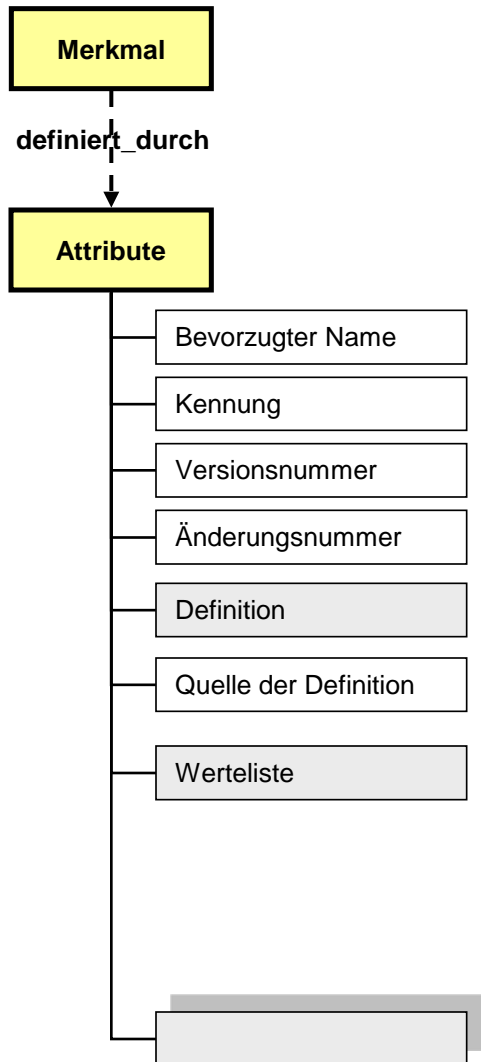 Merkmal
definiert_durch
Attribute
Bevorzugter Name
Kennung
Versionsnummer
Änderungsnummer
Definition
Quelle der Definition
Werteliste